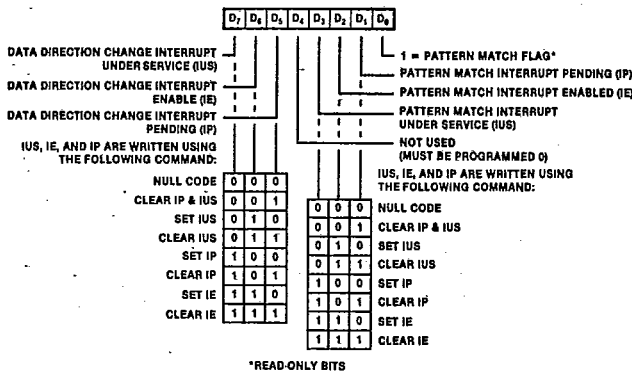 D7 D6 D5 D4 D3 D2 D1 D0
DATA DIRECTION CHANGE INTERRUPT
UNDER SERVICE (IUS)
DATA DIRECTION CHANGE INTERRUPT
ENABLE (IE)
DATA DIRECTION CHANGE INTERRUPT
PENDING (IP)
IUS, IE, AND IP ARE WRITTEN USING
THE FOLLOWING COMMAND:
NULL CODE 0 0 0
CLEAR IP & IUS 0 0 1
SET IUS 0 1 0
CLEAR IUS 0 1 1
SET IP 1 0 0
CLEAR IP 1 0 1
SET IE 1 1 0
CLEAR IE 1 1 1
1 = PATTERN MATCH FLAG*
PATTERN MATCH INTERRUPT PENDING (IP)
PATTERN MATCH INTERRUPT ENABLED (IE)
PATTERN MATCH INTERRUPT
UNDER SERVICE (IUS)
NOT USED
(MUST BE PROGRAMMED 0)
IUS, IE, AND IP ARE WRITTEN USING
THE FOLLOWING COMMAND:
0 0 0 NULL CODE
0 0 1 CLEAR IP & IUS
0 1 0 SET IUS
0 1 1 CLEAR IUS
1 0 0 SET IP
1 0 1 CLEAR IP
1 1 0 SET IE
1 1 1 CLEAR IE
*READ-ONLY BITS